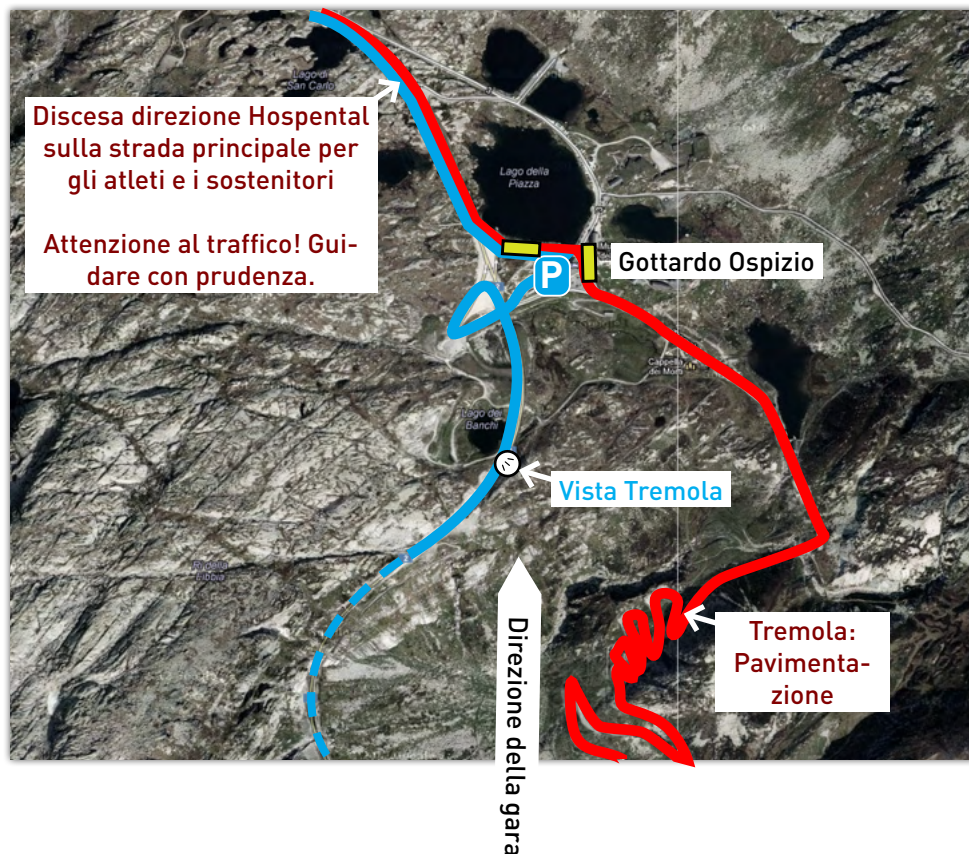 Lago di
San Carlo
Discesa direzione Hospental
sulla strada principale per
gli atleti e i sostenitori
Attenzione al traffico! Gui-
dare con prudenza.
Lago della
Piazza
P
Gottardo Ospizio
Cappella
dei Morti
Lago dei
Banchi
Vista Tremola
Ri della
Fibbia
Direzione della gara
Tremola:
Pavimenta-
zione